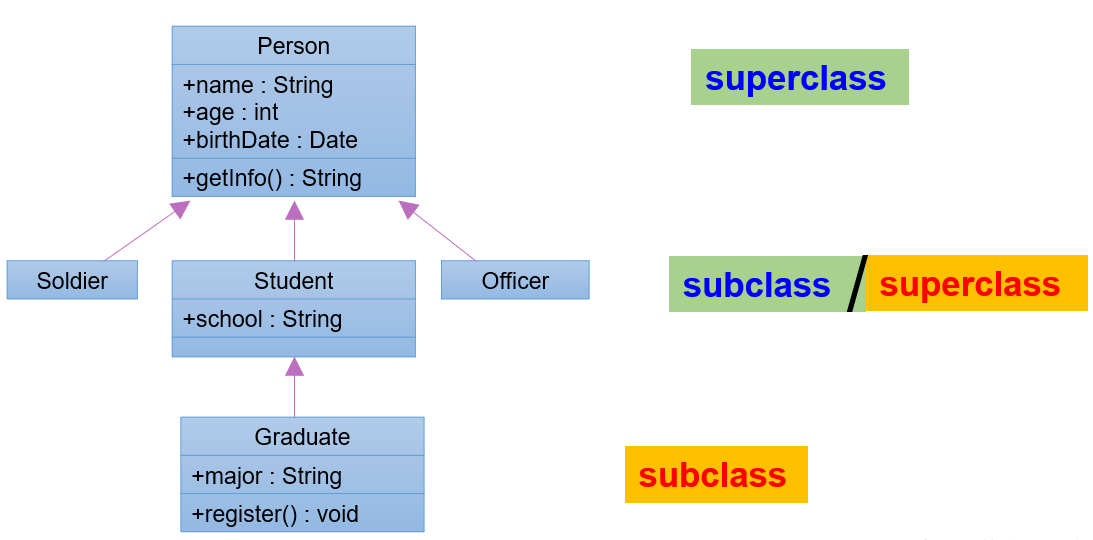 Person
+name : String
+age : int
+birthDate : Date
+getInfo() : String
superclass
Soldier
Student
+school : String
Officer
subclass / superclass
Graduate
+major : String
+register() : void
subclass